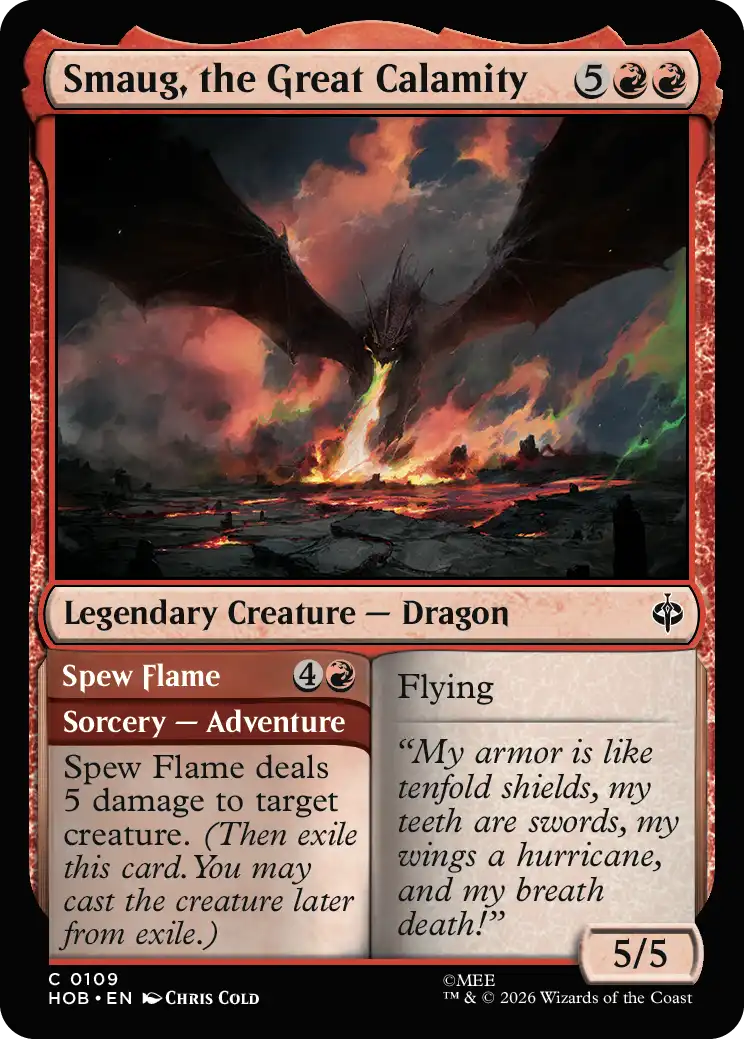 Smaug, the Great Calamity 5
Legendary Creature — Dragon
Spew Flame 4
Sorcery — Adventure
Spew Flame deals
5 damage to target
creature. (Then exile
this card. You may
cast the creature later
from exile.)
Flying
“My armor is like
tenfold shields, my
teeth are swords, my
wings a hurricane,
and my breath
death!”
5/5
C 0109
HOB • EN Chris Cold
©MEE
™ & © 2026 Wizards of the Coast